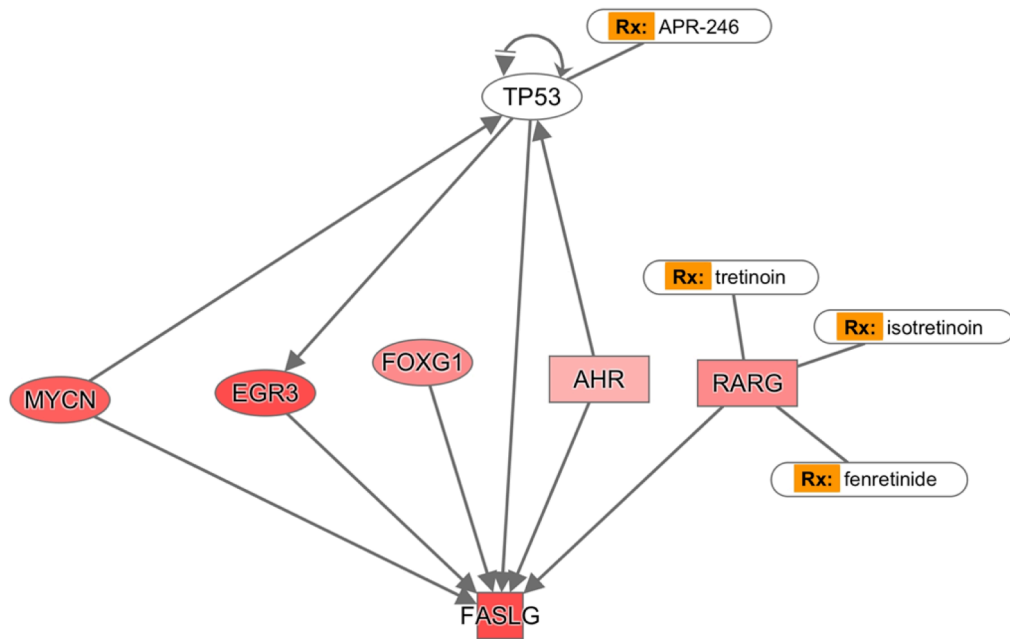 Rx: APR-246
TP53
Rx: tretinoin
Rx: isotretinoin
FOXG1
AHR
RARG
EGR3
MYCN
Rx: fenretinide
FASLG